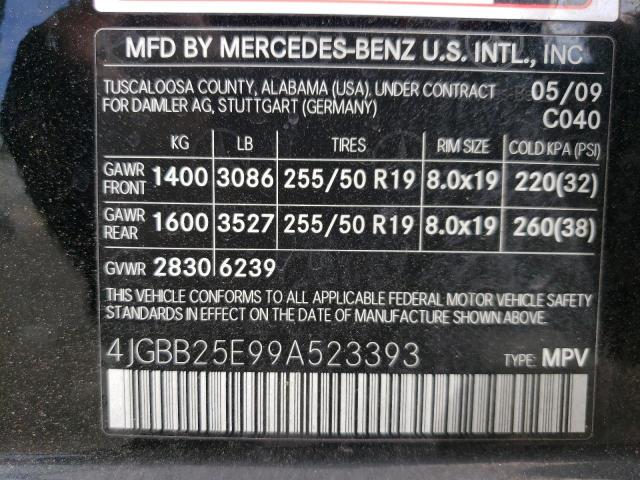 MFD BY MERCEDES-BENZ U.S. INTL., INC
TUSCALOOSA COUNTY, ALABAMA (USA), UNDER CONTRACT 05/09
FOR DAIMLER AG, STUTTGART (GERMANY) C040
KG LB TIRES RIM SIZE COLD KPA (PSI)
GAWR FRONT 1400 3086 255/50 R19 8.0x19 220(32)
GAWR REAR 1600 3527 255/50 R19 8.0x19 260(38)
GVWR 2830 6239
THIS VEHICLE CONFORMS TO ALL APPLICABLE FEDERAL MOTOR VEHICLE SAFETY
STANDARDS IN EFFECT ON THE DATE OF MANUFACTURE SHOWN ABOVE.
4JGBB25E99A523393 TYPE: MPV